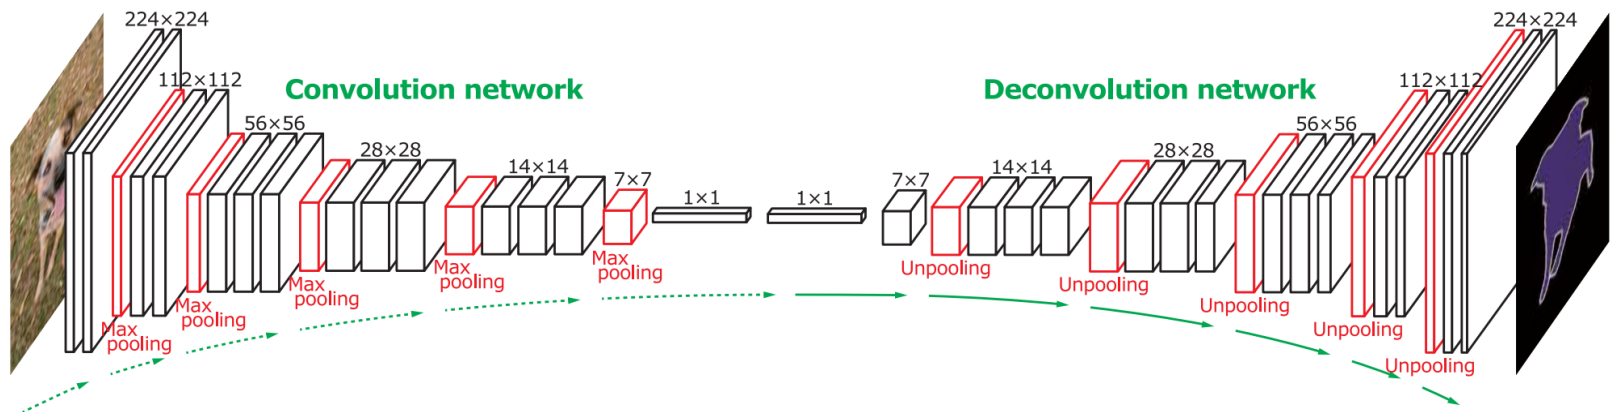 224×224
112×112
56×56
28×28
14×14
7×7
1×1
1×1
7×7
14×14
28×28
56×56
112×112
224×224
Convolution network
Deconvolution network
Max
pooling
Max
pooling
Max
pooling
Max
pooling
Max
pooling
Unpooling
Unpooling
Unpooling
Unpooling
Unpooling